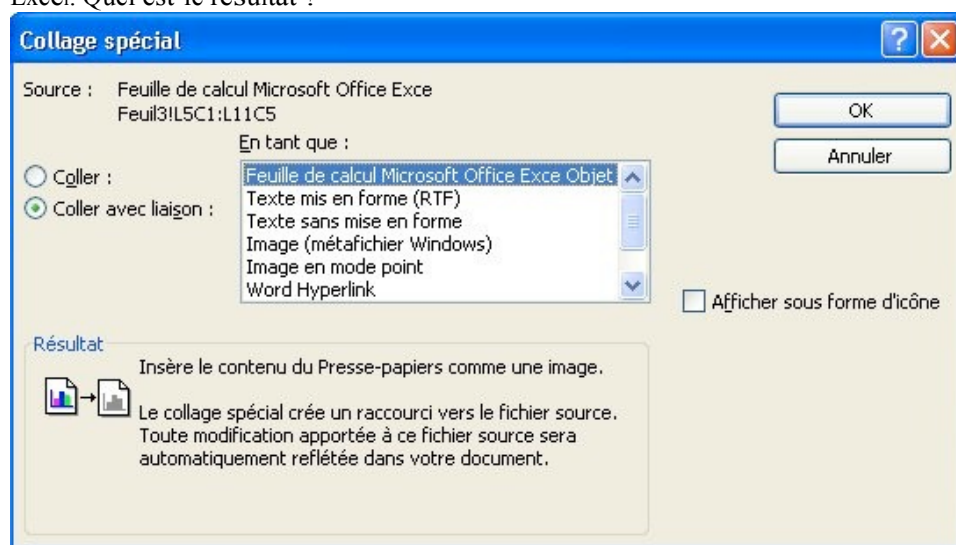 Excel. Quel est le résultat ?
Collage spécial
Source : Feuille de calcul Microsoft Office Exce
Feuil3!L5C1:L11C5
OK
En tant que :
Annuler
Coller :
Coller avec liaison :
Feuille de calcul Microsoft Office Exce Objet
Texte mis en forme (RTF)
Texte sans mise en forme
Image (métafichier Windows)
Image en mode point
Word Hyperlink
Afficher sous forme d'icône
Résultat
Insère le contenu du Presse-papiers comme une image.
Le collage spécial crée un raccourci vers le fichier source.
Toute modification apportée à ce fichier source sera
automatiquement reflétée dans votre document.